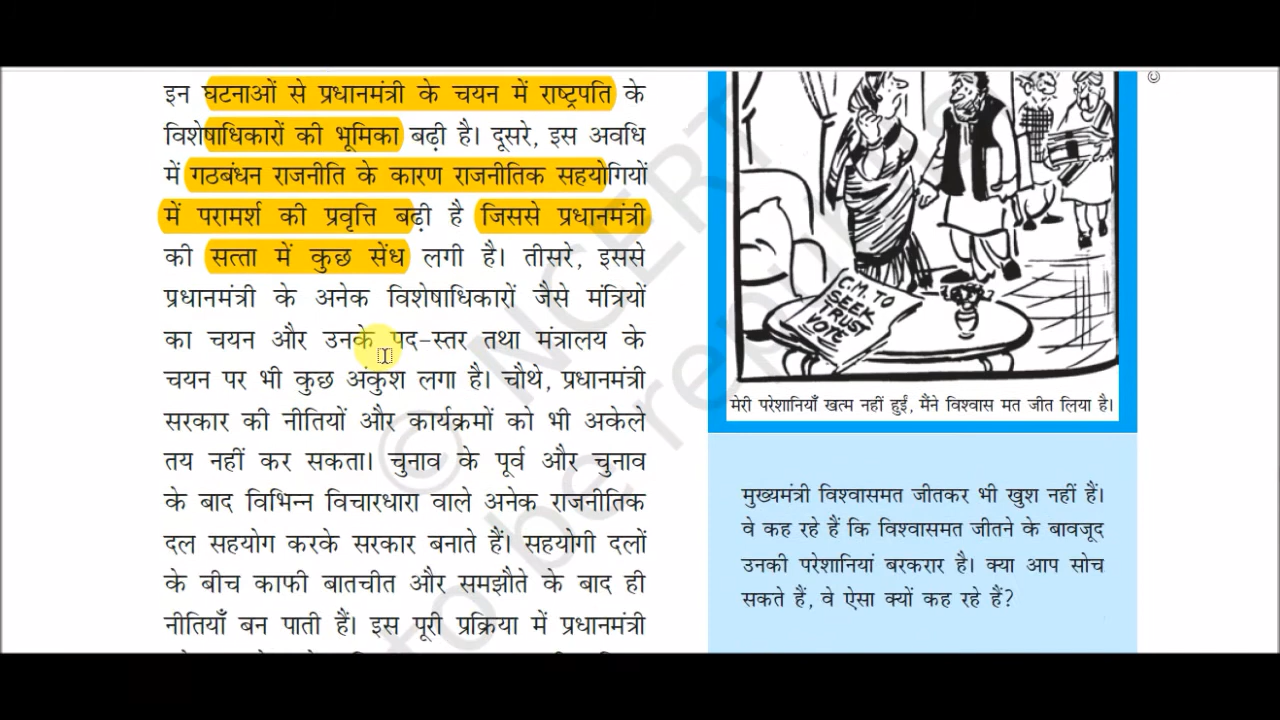 इन घटनाओं से प्रधानमंत्री के चयन में राष्ट्रपति के
विशेषाधिकारों की भूमिका बढ़ी है। दूसरे, इस अवधि
में गठबंधन राजनीति के कारण राजनीतिक सहयोगियों
में परामर्श की प्रवृत्ति बढ़ी है जिससे प्रधानमंत्री
की सत्ता में कुछ सेंध लगी है। तीसरे, इससे
प्रधानमंत्री के अनेक विशेषाधिकारों जैसे मंत्रियों
का चयन और उनके पद-स्तर तथा मंत्रालय के
चयन पर भी कुछ अंकुश लगा है। चौथे, प्रधानमंत्री
सरकार की नीतियों और कार्यक्रमों को भी अकेले
तय नहीं कर सकता। चुनाव के पूर्व और चुनाव
के बाद विभिन्न विचारधारा वाले अनेक राजनीतिक
दल सहयोग करके सरकार बनाते हैं। सहयोगी दलों
के बीच काफी बातचीत और समझौते के बाद ही
नीतियाँ बन पाती हैं। इस पूरी प्रक्रिया में प्रधानमंत्री
©
C.M. TO
SEEK
TRUST
VOTE
मेरी परेशानियाँ खत्म नहीं हुईं, मैंने विश्वास मत जीत लिया है।
मुख्यमंत्री विश्वासमत जीतकर भी खुश नहीं हैं।
वे कह रहे हैं कि विश्वासमत जीतने के बावजूद
उनकी परेशानियां बरकरार है। क्या आप सोच
सकते हैं, वे ऐसा क्यों कह रहे हैं?
© NCERT
to be re